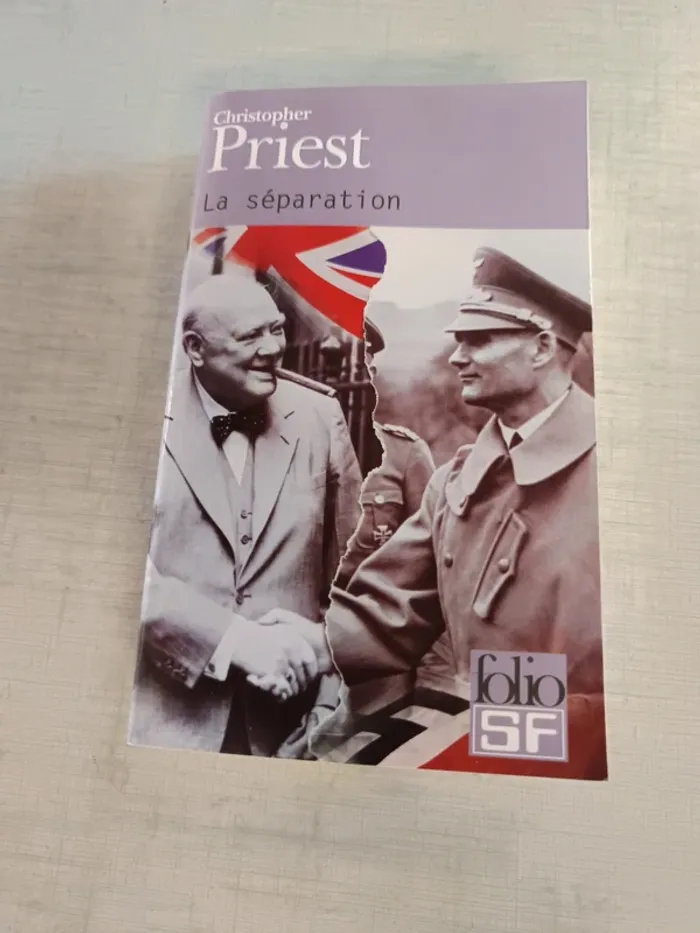 Christopher
Priest
La séparation
folio
SF